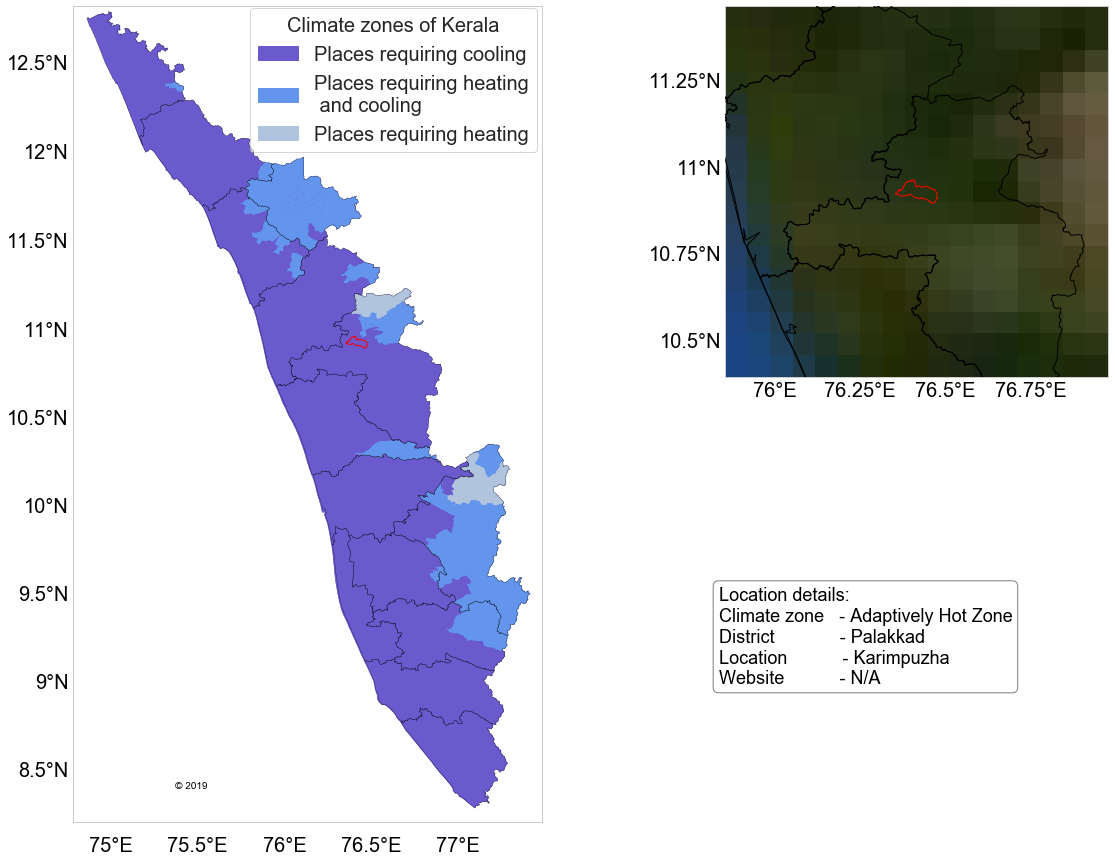 Climate zones of Kerala
Places requiring cooling
Places requiring heating
and cooling
Places requiring heating
12.5°N
12°N
11.5°N
11°N
10.5°N
10°N
9.5°N
9°N
8.5°N
© 2019
75°E 75.5°E 76°E 76.5°E 77°E
11.25°N
11°N
10.75°N
10.5°N
76°E 76.25°E 76.5°E 76.75°E
Location details:
Climate zone - Adaptively Hot Zone
District - Palakkad
Location - Karimpuzha
Website - N/A